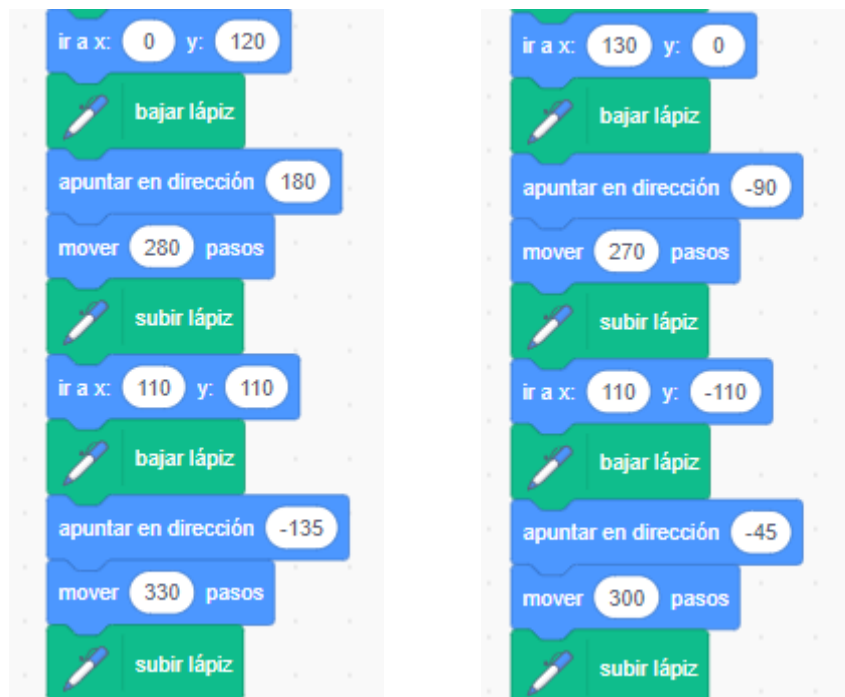 ir a x: 0 y: 120
bajar lápiz
apuntar en dirección 180
mover 280 pasos
subir lápiz
ir a x: 110 y: 110
bajar lápiz
apuntar en dirección -135
mover 330 pasos
subir lápiz
ir a x: 130 y: 0
bajar lápiz
apuntar en dirección -90
mover 270 pasos
subir lápiz
ir a x: 110 y: -110
bajar lápiz
apuntar en dirección -45
mover 300 pasos
subir lápiz